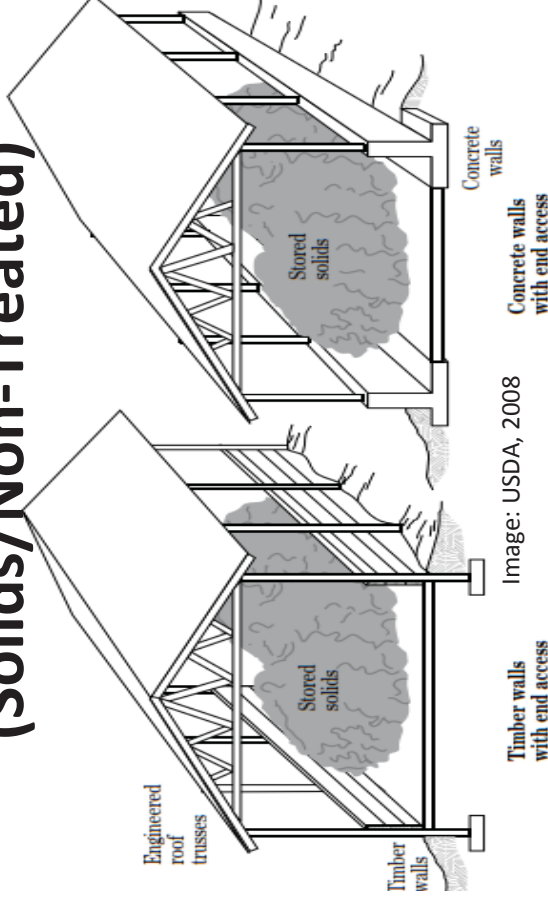 (Solids/Non-Treated)
Engineered
roof
trusses
Stored
solids
Timber
walls
Timber walls
with end access
Stored
solids
Concrete
walls
Concrete walls
with end access
Image: USDA, 2008